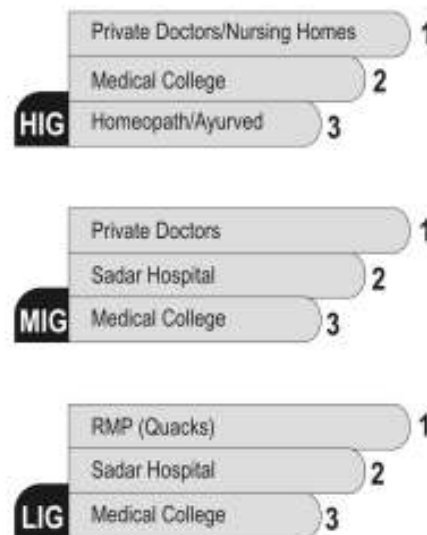 Private Doctors/Nursing Homes 1
Medical College 2
HIG Homeopath/Ayurved 3
Private Doctors 1
Sadar Hospital 2
MIG Medical College 3
RMP (Quacks) 1
Sadar Hospital 2
LIG Medical College 3